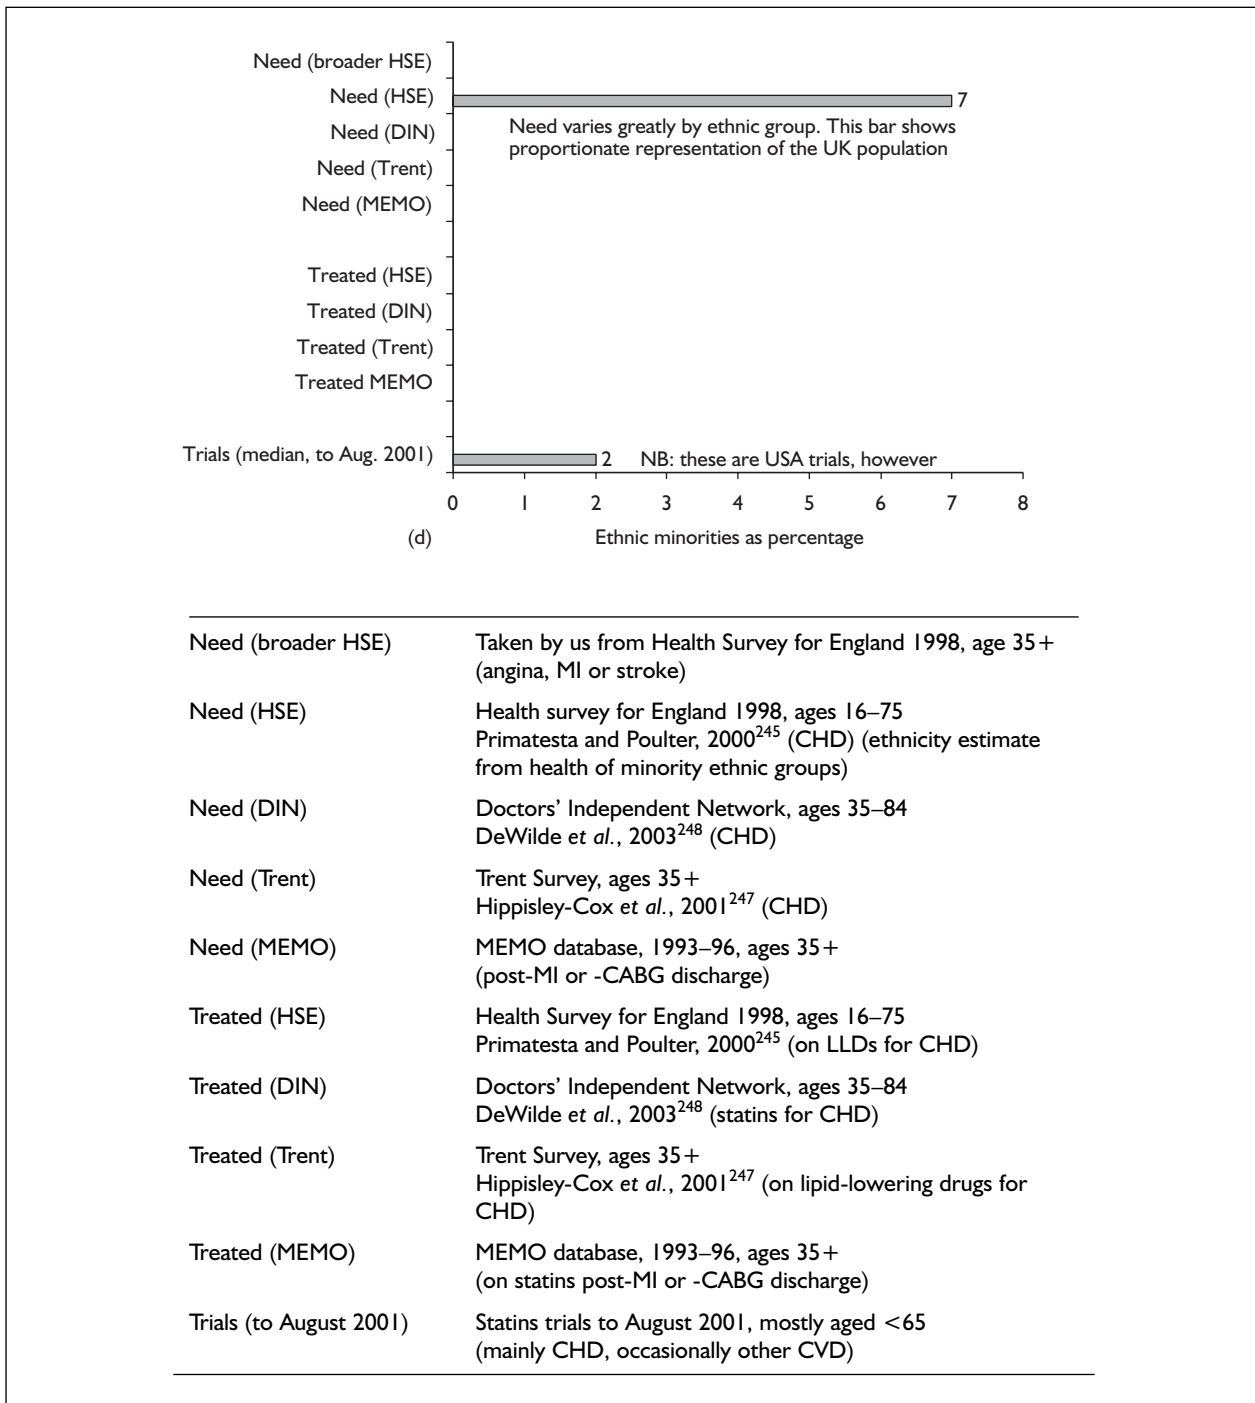 Need (broader HSE)
Need (HSE)
7
Need varies greatly by ethnic group. This bar shows
proportionate representation of the UK population
Need (DIN)
Need (Trent)
Need (MEMO)
Treated (HSE)
Treated (DIN)
Treated (Trent)
Treated MEMO
Trials (median, to Aug. 2001)
2
NB: these are USA trials, however
0 1 2 3 4 5 6 7 8
(d)
Ethnic minorities as percentage
Need (broader HSE) Taken by us from Health Survey for England 1998, age 35+
(angina, MI or stroke)
Need (HSE) Health survey for England 1998, ages 16–75
Primatesta and Poulter, 2000245 (CHD) (ethnicity estimate
from health of minority ethnic groups)
Need (DIN) Doctors' Independent Network, ages 35–84
DeWilde et al., 2003248 (CHD)
Need (Trent) Trent Survey, ages 35+
Hippisley-Cox et al., 2001247 (CHD)
Need (MEMO) MEMO database, 1993–96, ages 35+
(post-MI or -CABG discharge)
Treated (HSE) Health Survey for England 1998, ages 16–75
Primatesta and Poulter, 2000245 (on LLDs for CHD)
Treated (DIN) Doctors' Independent Network, ages 35–84
DeWilde et al., 2003248 (statins for CHD)
Treated (Trent) Trent Survey, ages 35+
Hippisley-Cox et al., 2001247 (on lipid-lowering drugs for
CHD)
Treated (MEMO) MEMO database, 1993–96, ages 35+
(on statins post-MI or -CABG discharge)
Trials (to August 2001) Statins trials to August 2001, mostly aged <65
(mainly CHD, occasionally other CVD)